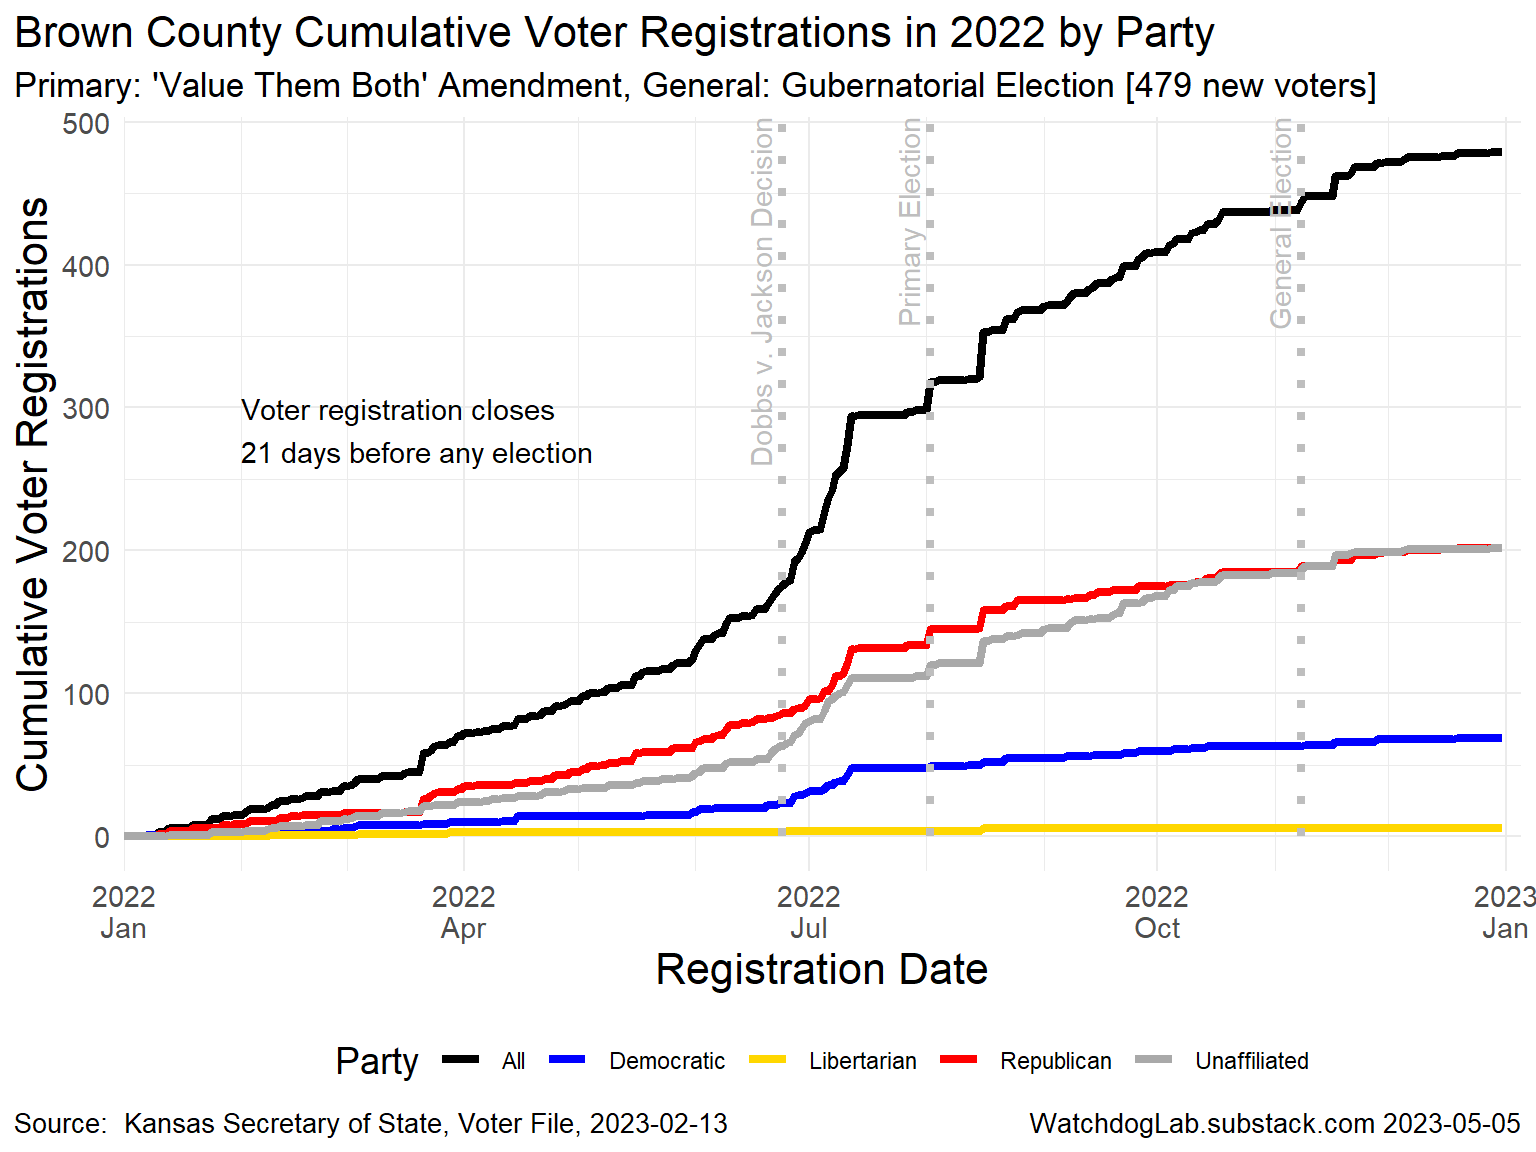 Brown County Cumulative Voter Registrations in 2022 by Party
Primary: 'Value Them Both' Amendment, General: Gubernatorial Election [479 new voters]
Cumulative Voter Registrations
500
400
300
200
100
0
Dobbs v. Jackson Decision
Primary Election
General Election
Voter registration closes
21 days before any election
2022
Jan
2022
Apr
2022
Jul
2022
Oct
2023
Jan
Registration Date
Party All Democratic Libertarian Republican Unaffiliated
Source:  Kansas Secretary of State, Voter File, 2023-02-13
WatchdogLab.substack.com 2023-05-05